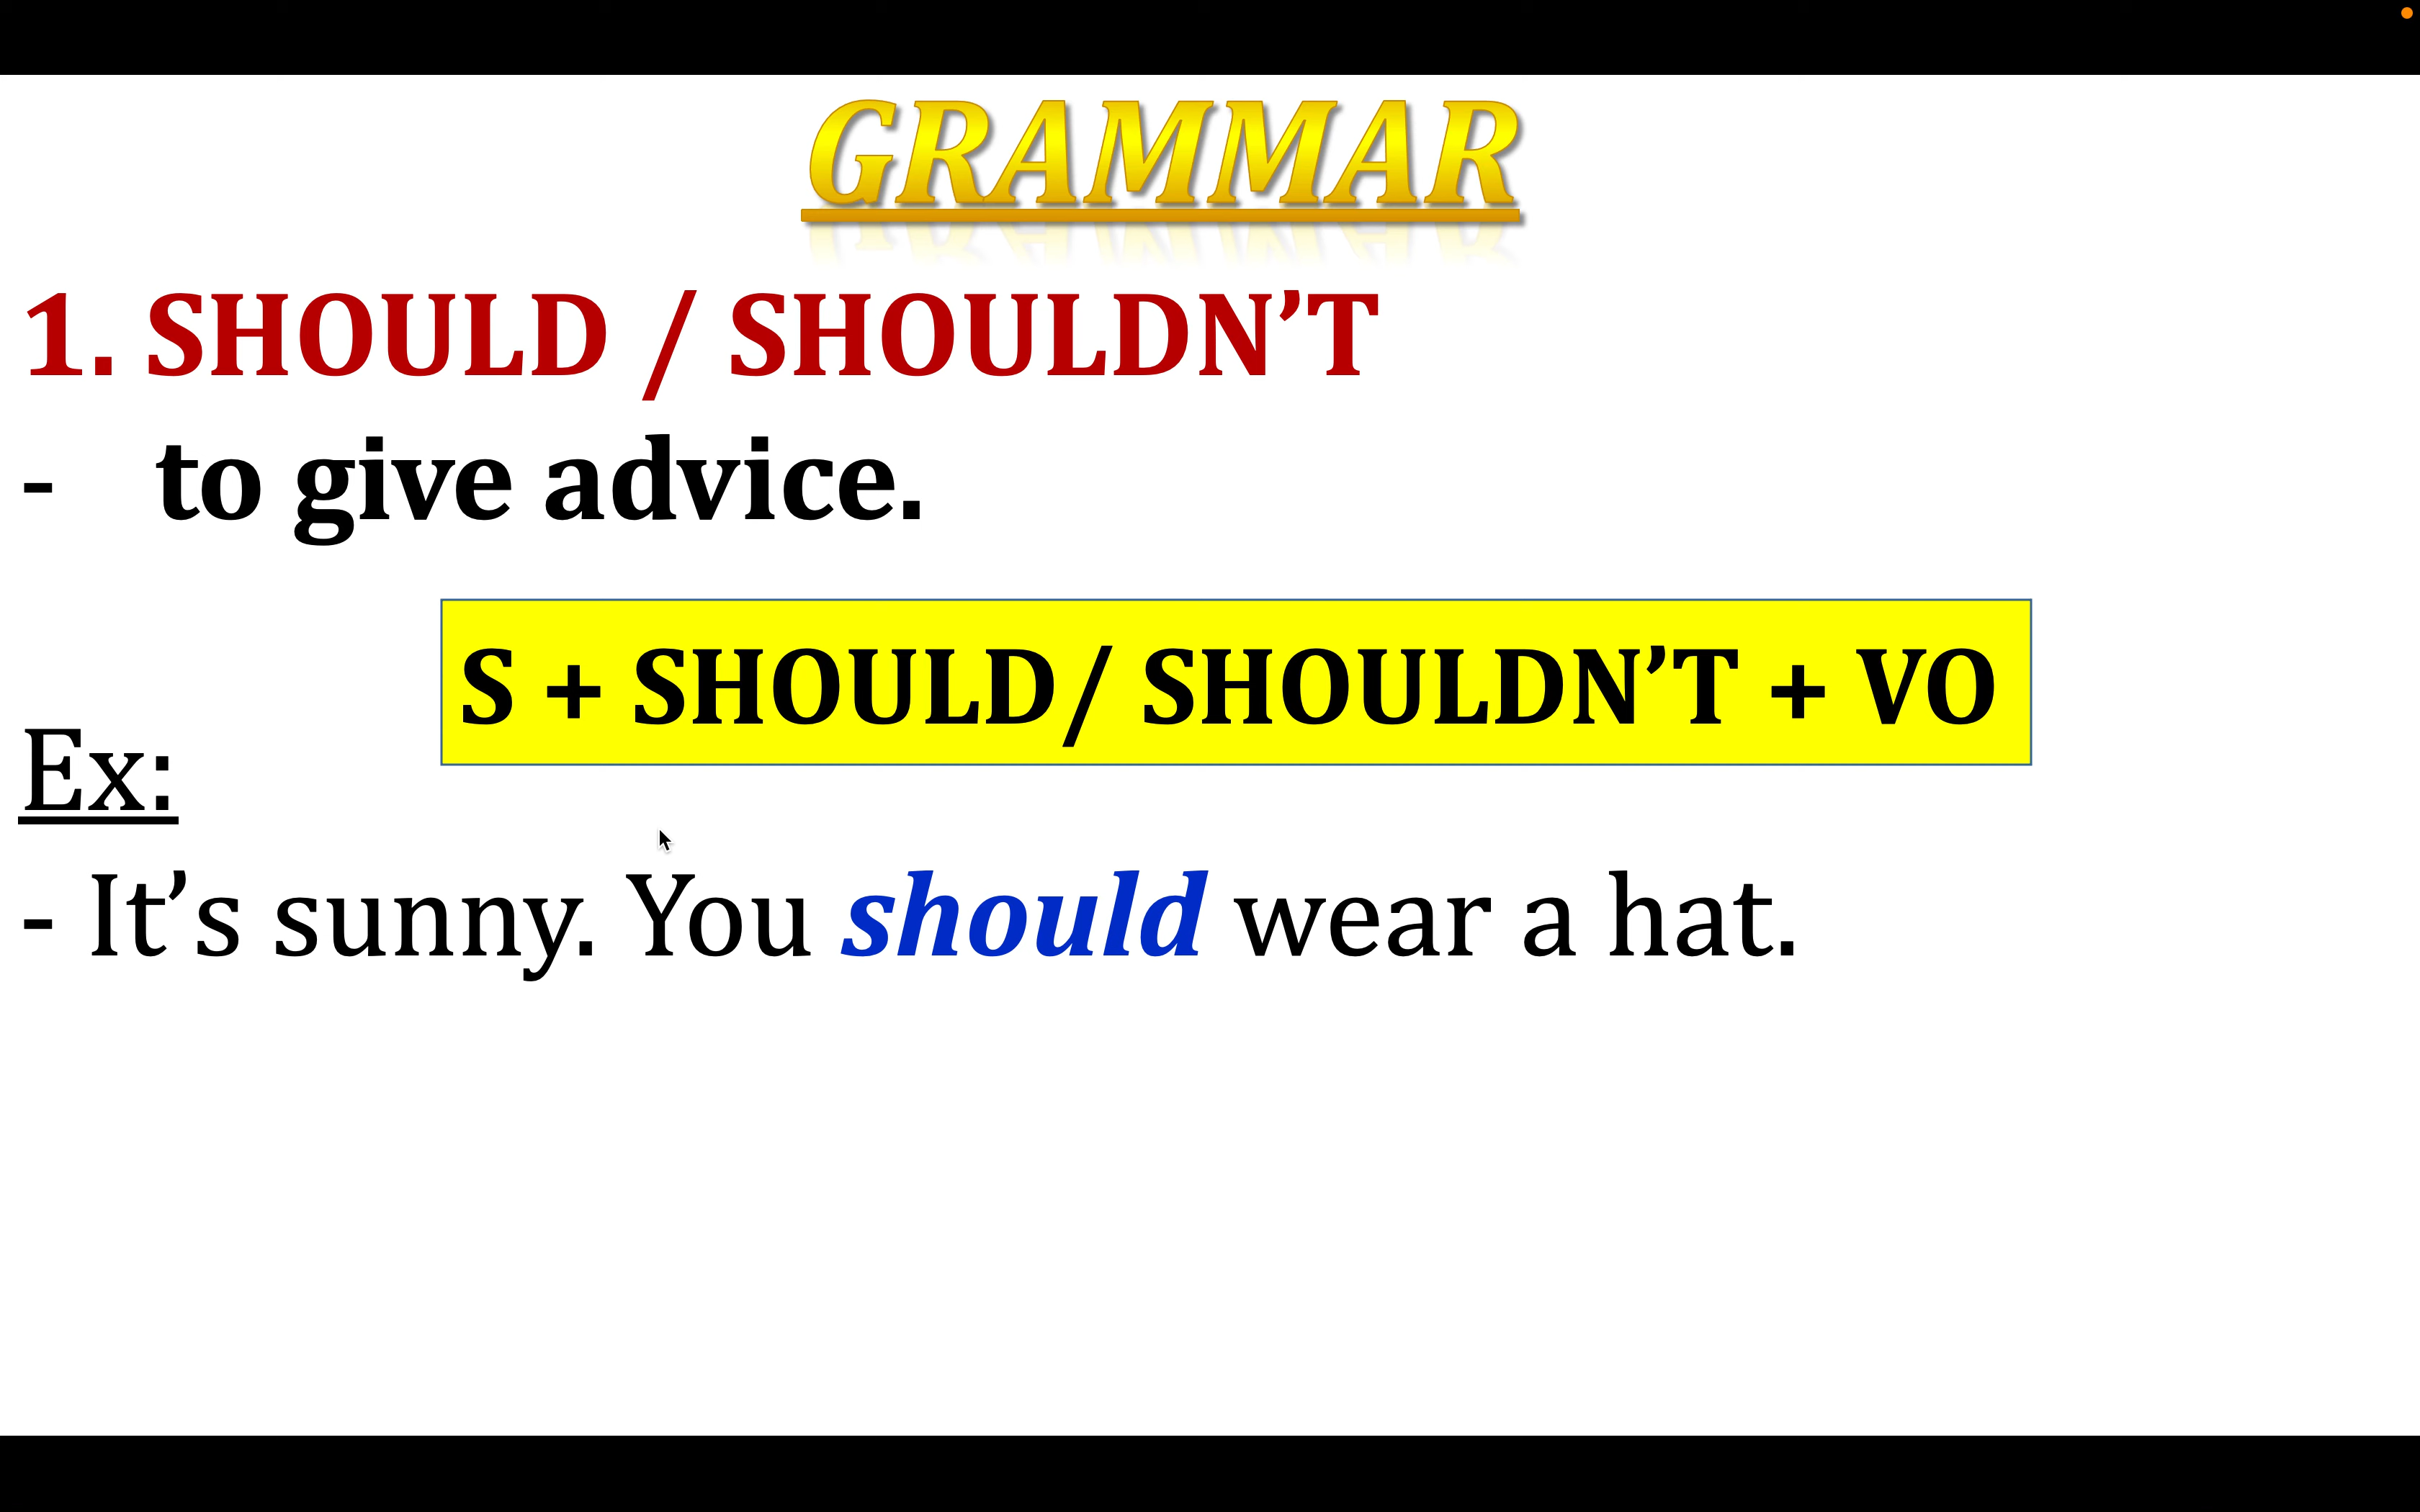 GRAMMAR
1. SHOULD / SHOULDN’T
- to give advice.
S + SHOULD/ SHOULDN’T + VO
Ex:
- It’s sunny. You should wear a hat.